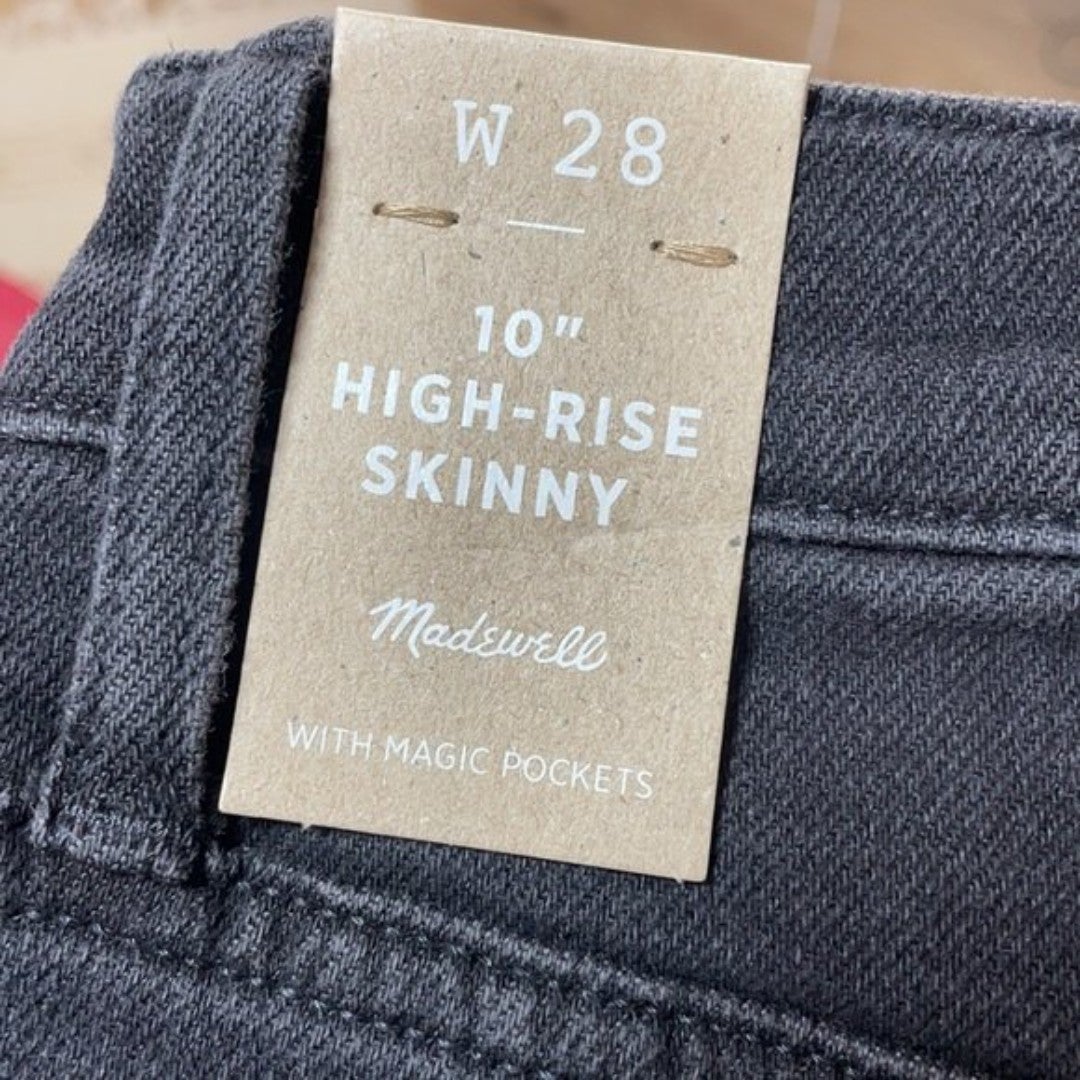 W 28
10"
HIGH-RISE
SKINNY
Madewell
WITH MAGIC POCKETS